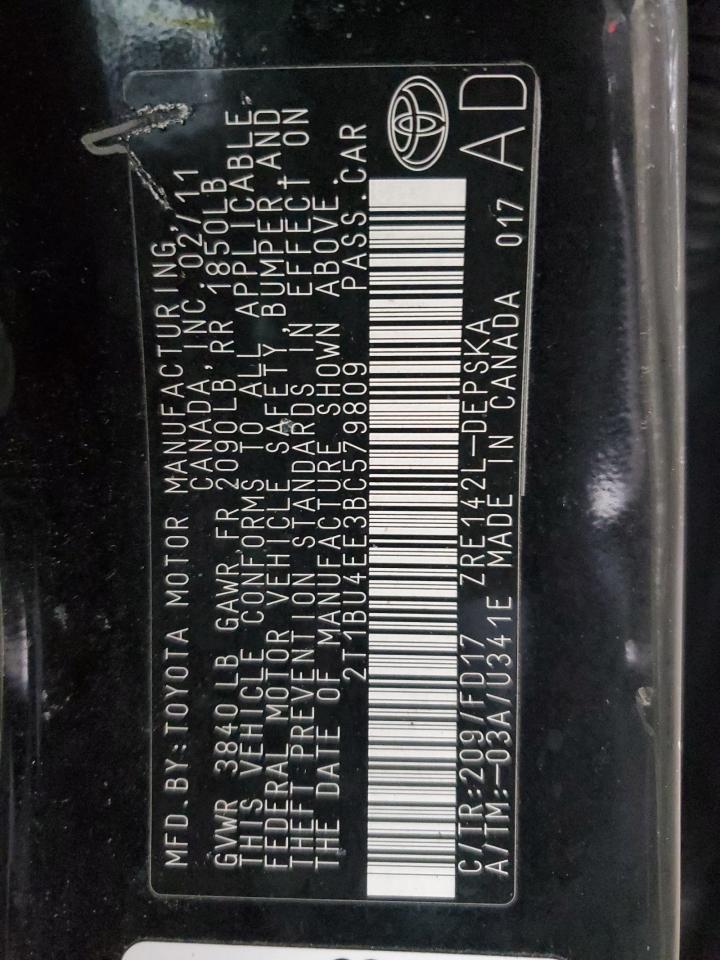 MFD.BY:TOYOTA MOTOR MANUFACTURING,
CANADA, INC. 02/11
GVWR 3840LB GAWR FR 2090LB, RR 1850LB
THIS VEHICLE CONFORMS TO ALL APPLICABLE
FEDERAL MOTOR VEHICLE SAFETY, BUMPER, AND
THEFT PREVENTION STANDARDS IN EFFECT ON
THE DATE OF MANUFACTURE SHOWN ABOVE.
2T1BU4EE3BC579809 PASS.CAR
C/TR:209/FD17 ZRE142L-DEPSKA
A/TM:-03A/U341E MADE IN CANADA 017
AD